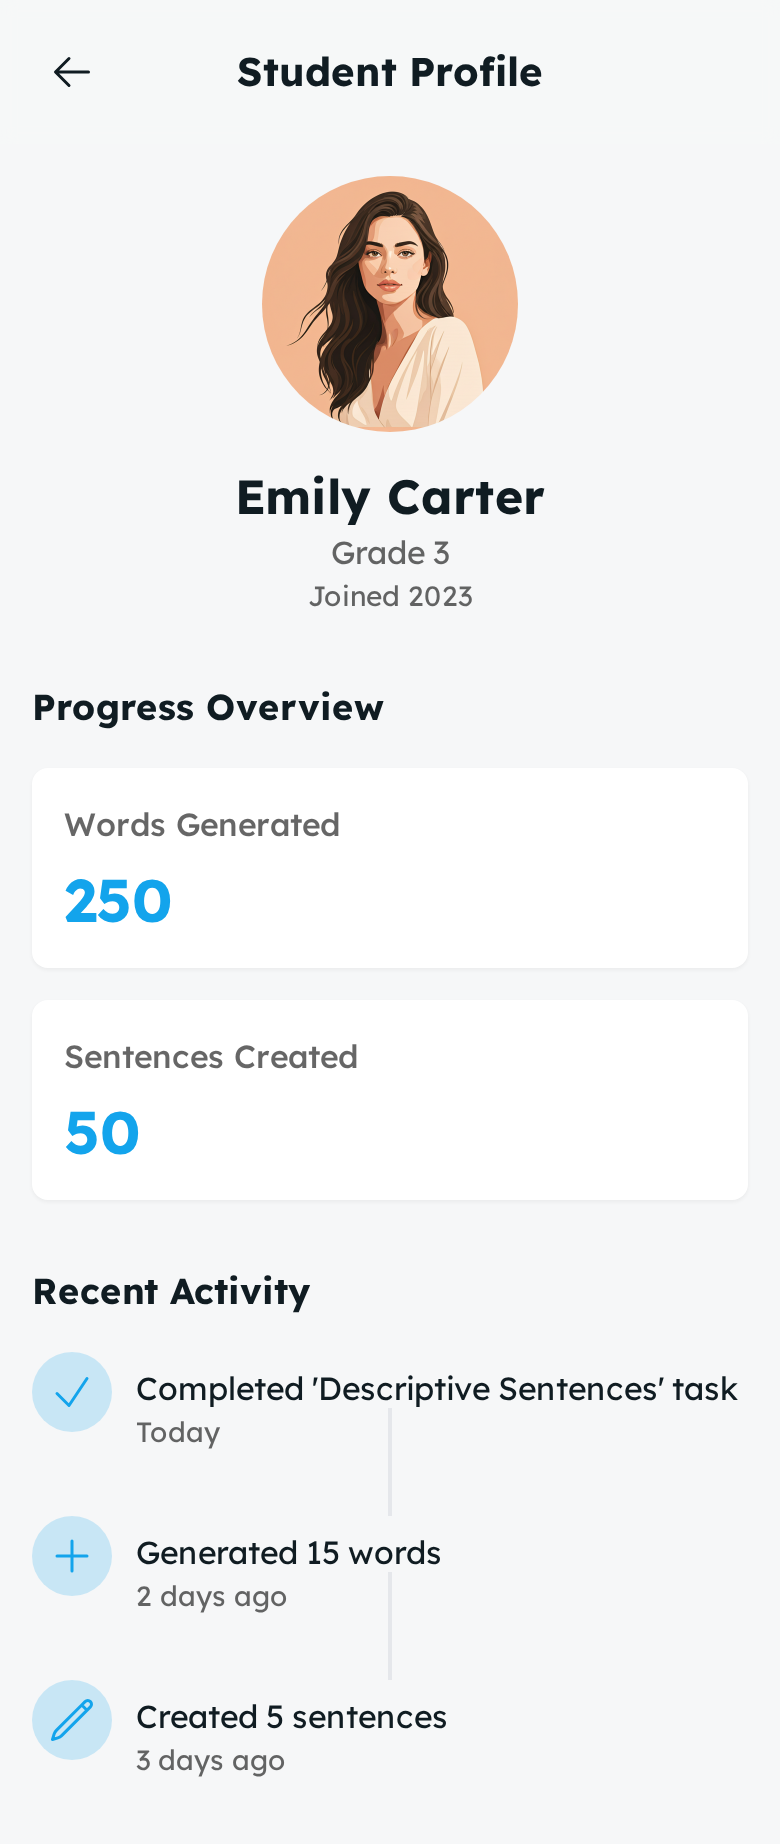 Student Profile
Emily Carter
Grade 3
Joined 2023
Progress Overview
Words Generated
250
Sentences Created
50
Recent Activity
Completed 'Descriptive Sentences' task
Today
Generated 15 words
2 days ago
Created 5 sentences
3 days ago